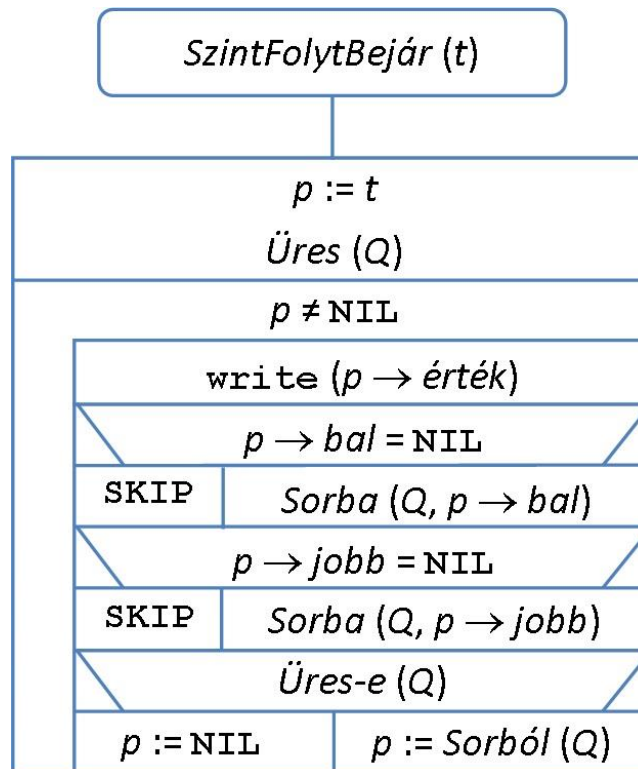 SzintFolytBejár (t)
p := t
Üres (Q)
p ≠ NIL
write (p → érték)
p → bal = NIL
SKIP Sorba (Q, p → bal)
p → jobb = NIL
SKIP Sorba (Q, p → jobb)
Üres-e (Q)
p := NIL p := Sorból (Q)